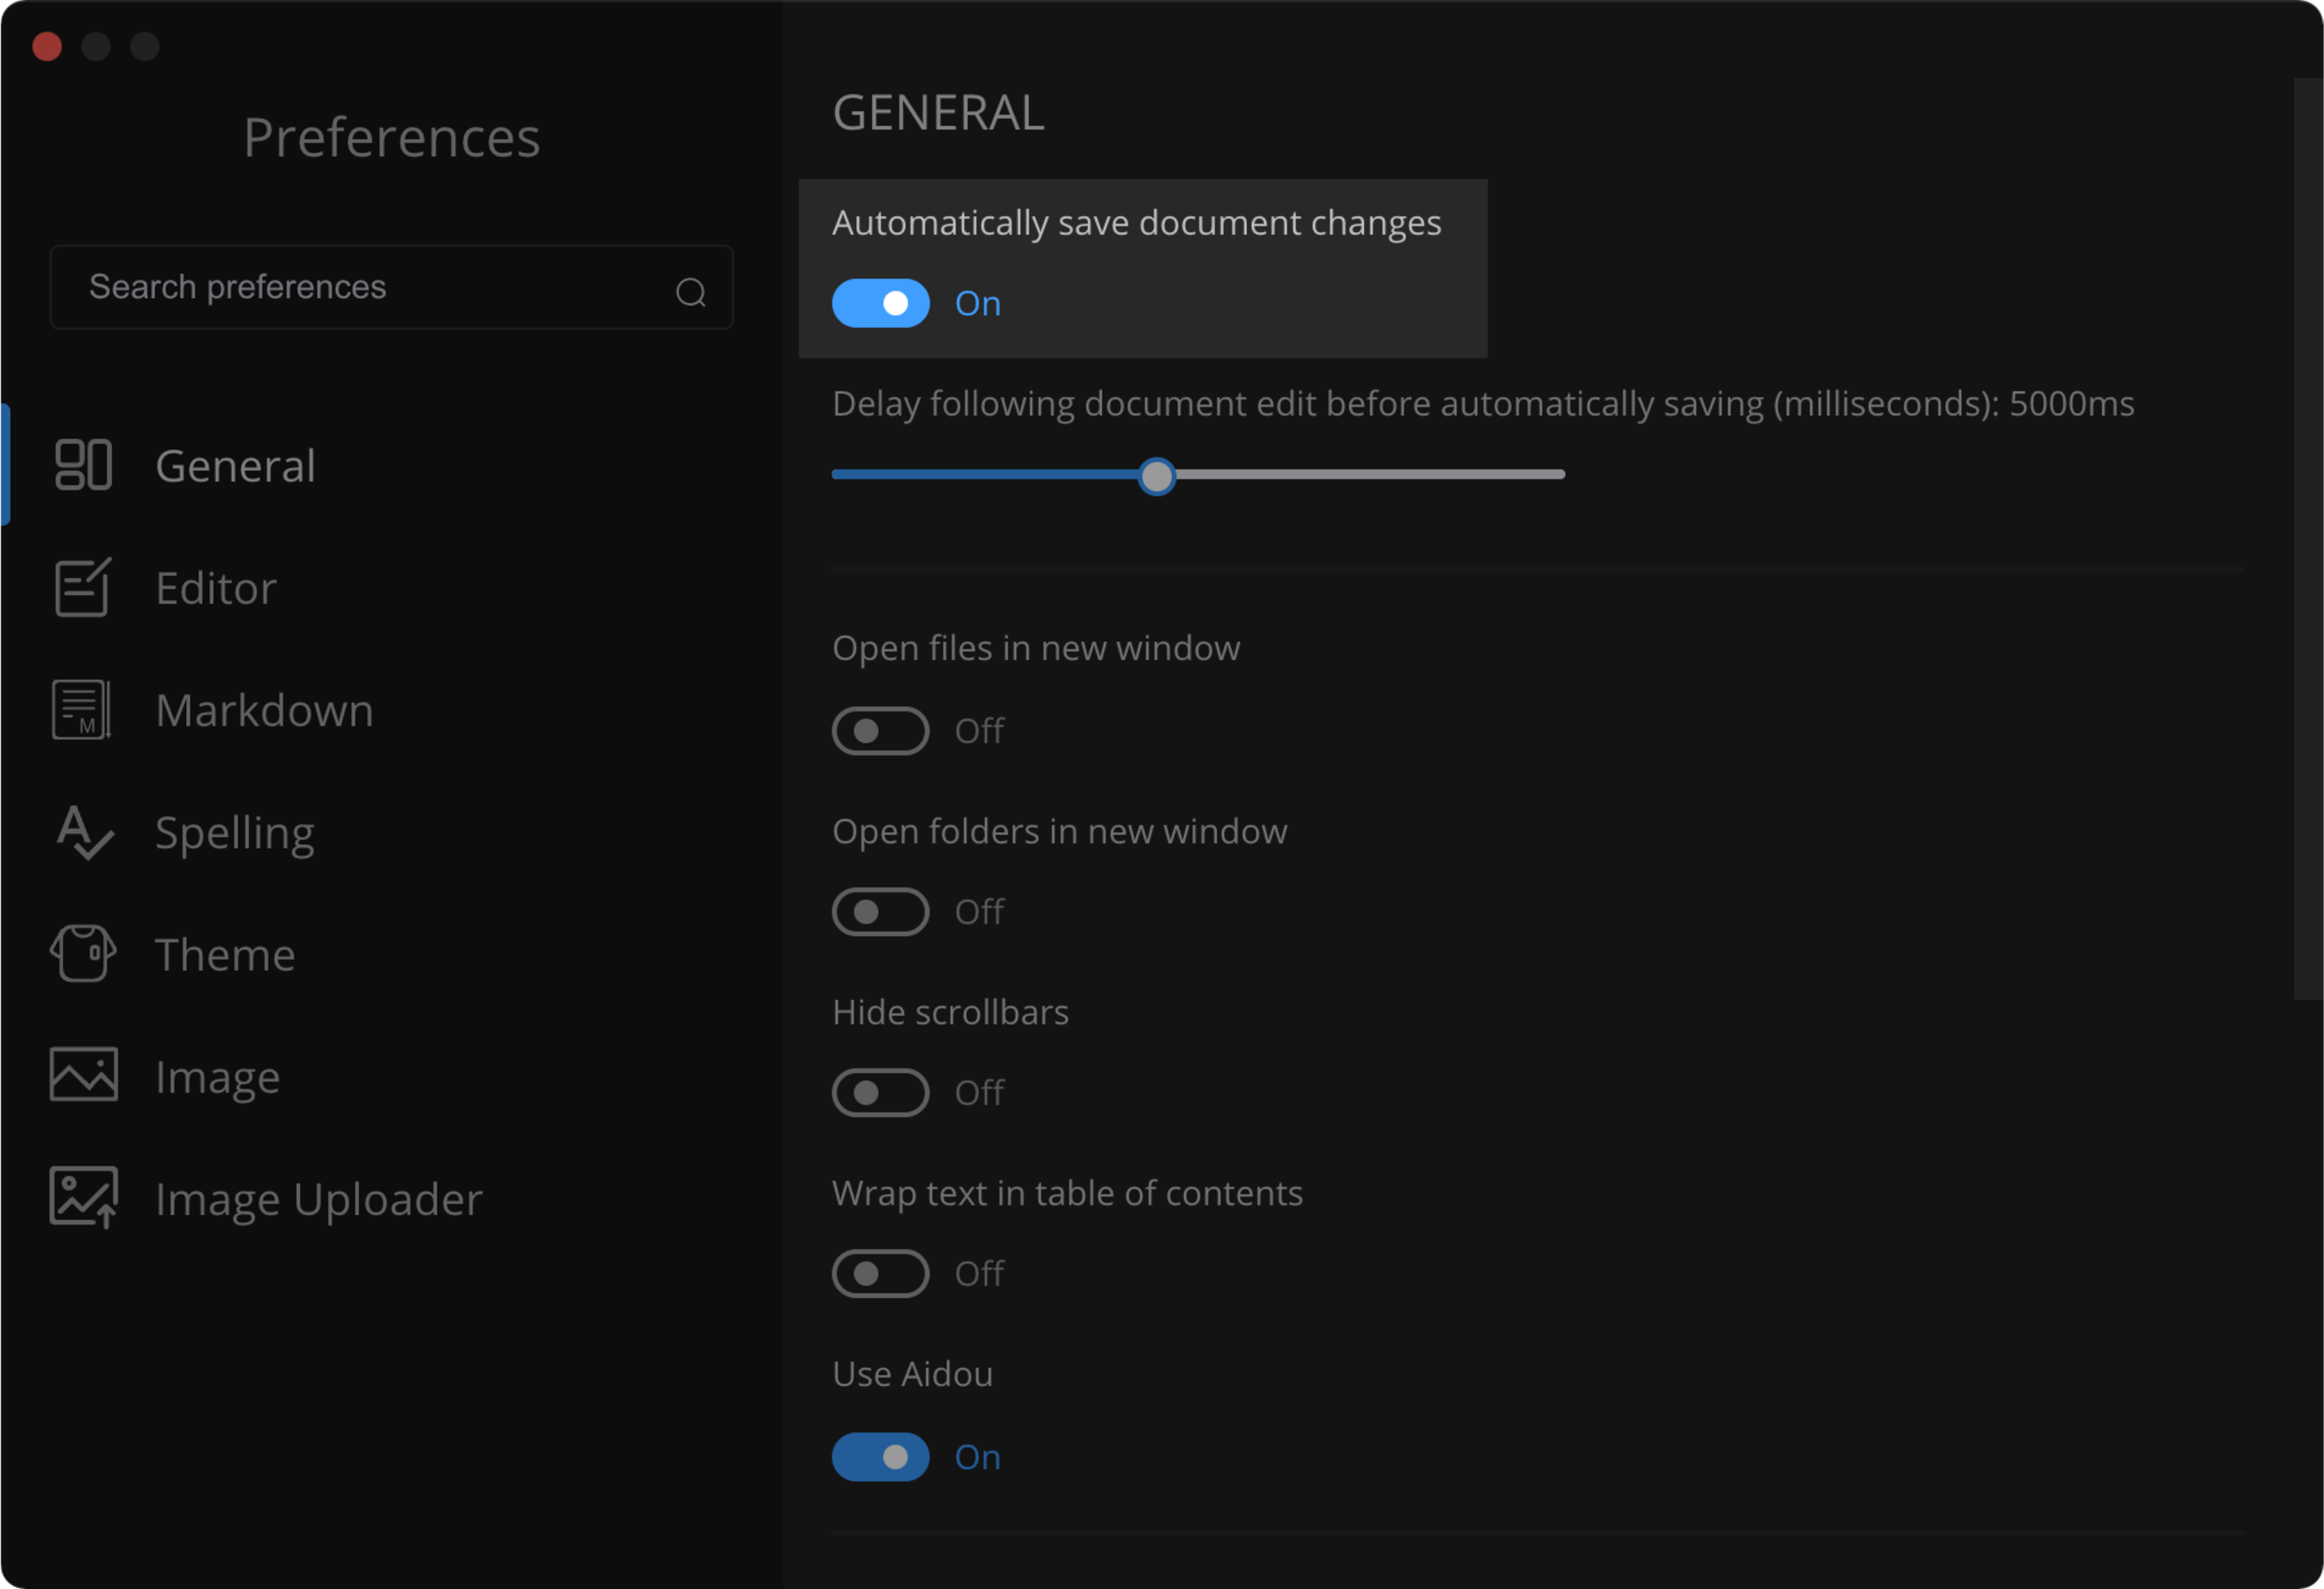 Preferences
Search preferences
General
Editor
Markdown
Spelling
Theme
Image
Image Uploader
GENERAL
Automatically save document changes
On
Delay following document edit before automatically saving (milliseconds): 5000ms
Open files in new window
Off
Open folders in new window
Off
Hide scrollbars
Off
Wrap text in table of contents
Off
Use Aidou
On